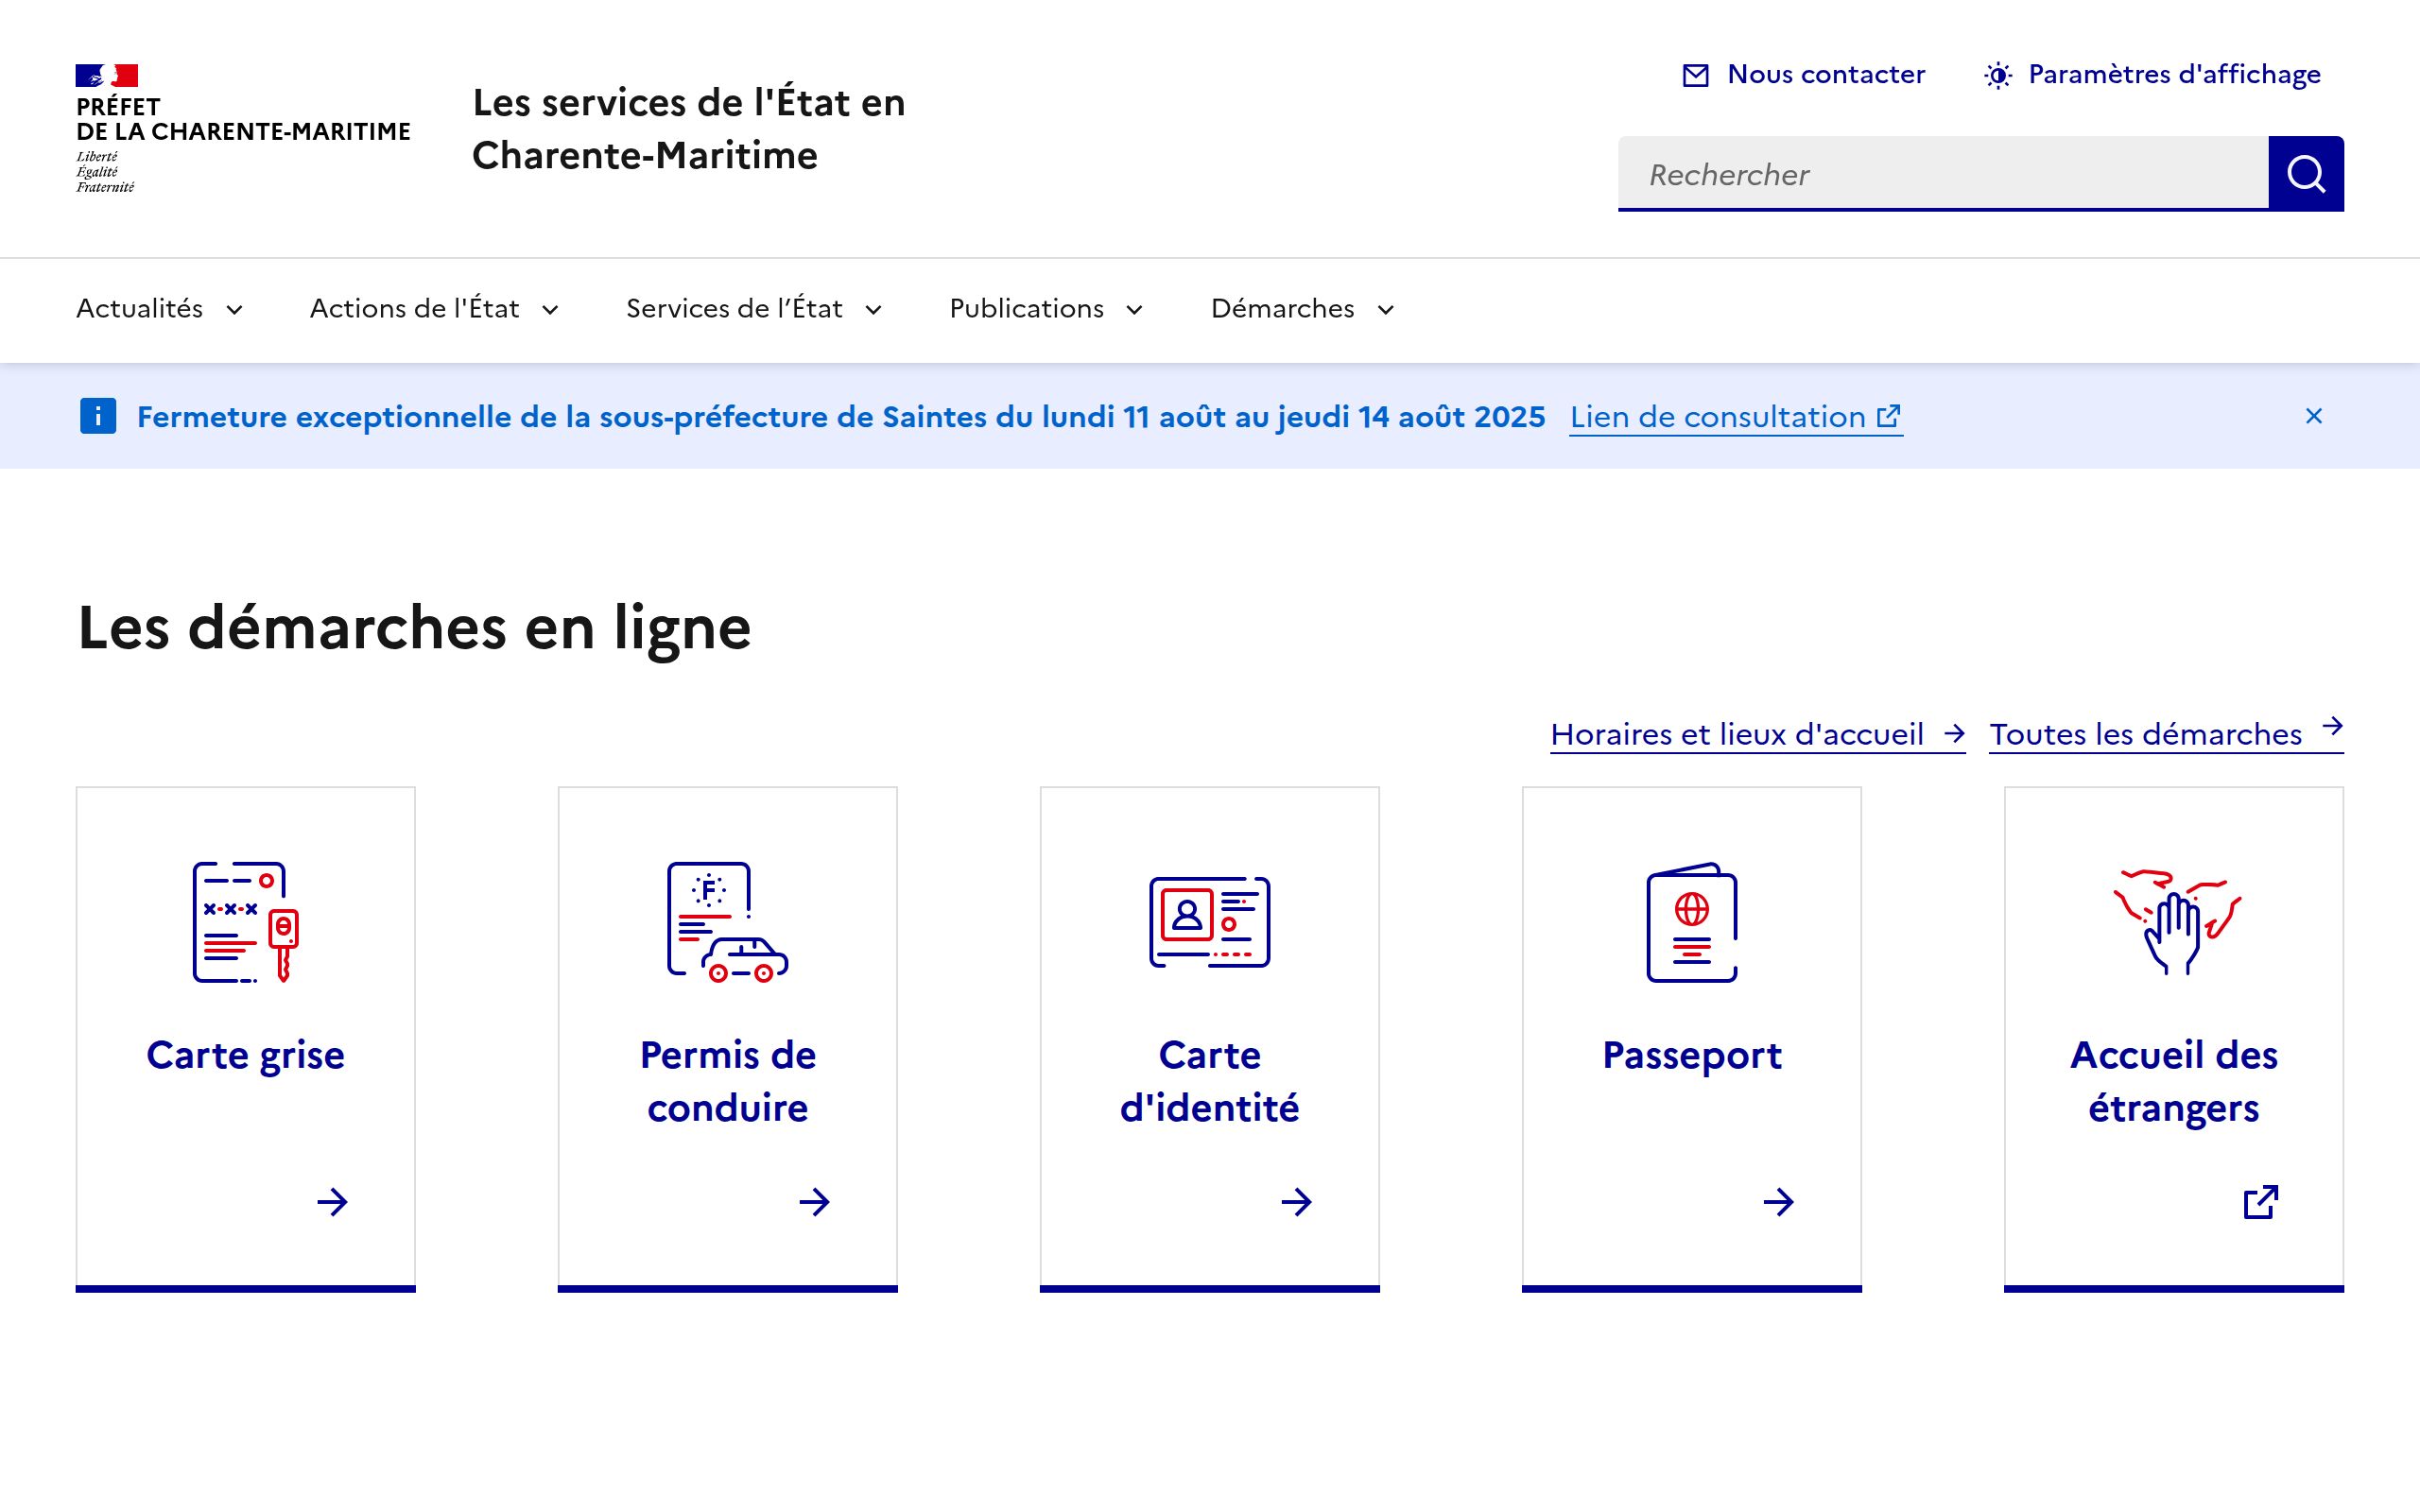 PRÉFET
DE LA CHARENTE-MARITIME
Liberté
Égalité
Fraternité
Les services de l'État en
Charente-Maritime
Nous contacter
Paramètres d'affichage
Rechercher
Actualités
Actions de l'État
Services de l’État
Publications
Démarches
Fermeture exceptionnelle de la sous-préfecture de Saintes du lundi 11 août au jeudi 14 août 2025 Lien de consultation
Les démarches en ligne
Horaires et lieux d'accueil
Toutes les démarches
Carte grise
F
Permis de
conduire
Carte
d'identité
Passeport
Accueil des
étrangers